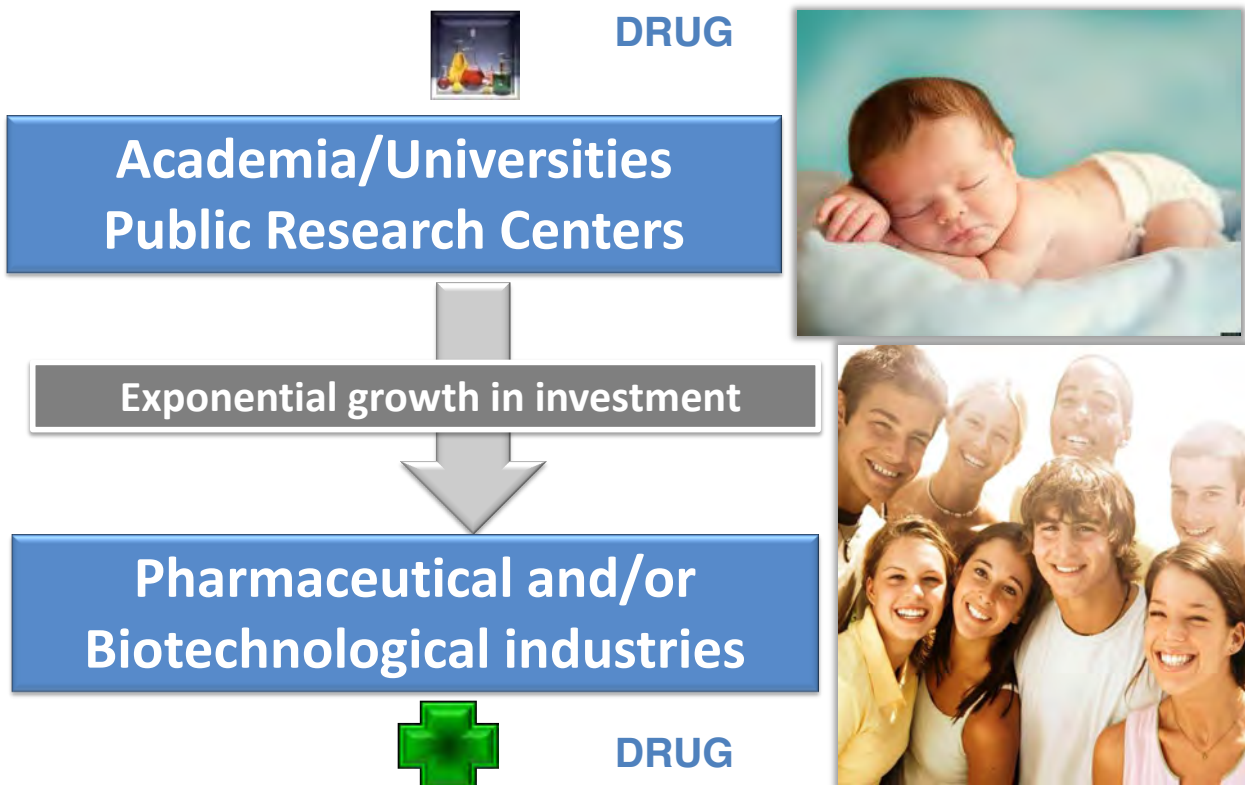 DRUG
Academia/Universities
Public Research Centers
Exponential growth in investment
Pharmaceutical and/or
Biotechnological industries
DRUG